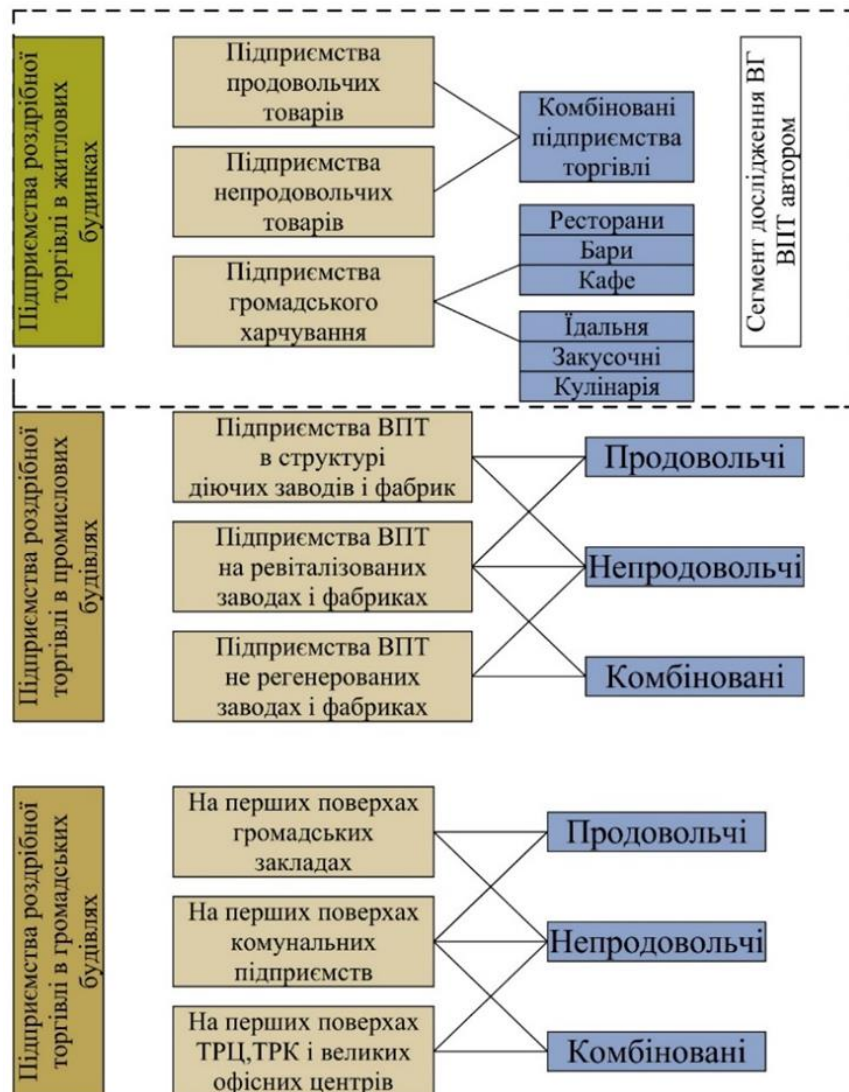 Підприємства роздрібної
торгівлі в житлових
будинках
Підприємства
продовольчих
товарів
Підприємства
непродовольчих
товарів
Підприємства
громадського
харчування
Комбіновані
підприємства
торгівлі
Ресторани
Бари
Кафе
Їдальня
Закусочні
Кулінарія
Сегмент дослідження ВГ
ВПТ автором
Підприємства роздрібної
торгівлі в промислових
будівлях
Підприємства ВПТ
в структурі
діючих заводів і фабрик
Підприємства ВПТ
на ревіталізованих
заводах і фабриках
Підприємства ВПТ
не регенерованих
заводах і фабриках
Продовольчі
Непродовольчі
Комбіновані
Підприємства роздрібної
торгівлі в громадських
будівлях
На перших поверхах
громадських
закладах
На перших поверхах
комунальних
підприємств
На перших поверхах
ТРЦ,ТРК і великих
офісних центрів
Продовольчі
Непродовольчі
Комбіновані